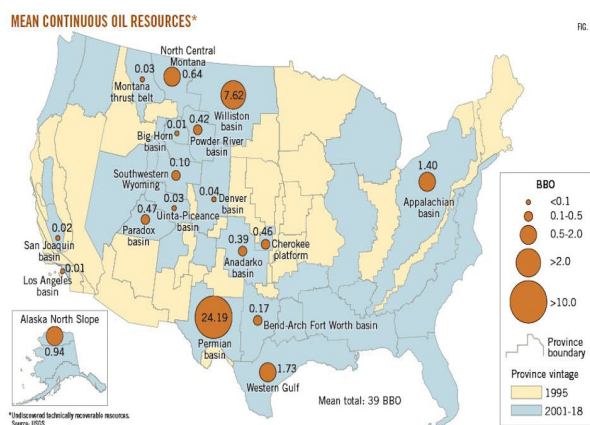 MEAN CONTINUOUS OIL RESOURCES*
FIG.
North Central
Montana
0.64
0.03
Montana
thrust belt
7.62
Williston
basin
0.01
Big Horn
basin
0.42
Powder River
basin
0.10
Southwestern
Wyoming
0.03
Uinta-Piceance
basin
0.04
Denver
basin
0.47
Paradox
basin
0.02
San Joaquin
basin
0.01
Los Angeles
basin
0.39
Anadarko
basin
0.46
Cherokee
platform
1.40
Appalachian
basin
24.19
Permian
basin
0.17
Bend-Arch Fort Worth basin
1.73
Western Gulf
Mean total: 39 BBO
Alaska North Slope
0.94
BBO
<0.1
0.1-0.5
0.5-2.0
>2.0
>10.0
Province
boundary
Province vintage
1995
2001-18
*Undiscovered technically recoverable resources.
Source: USGS